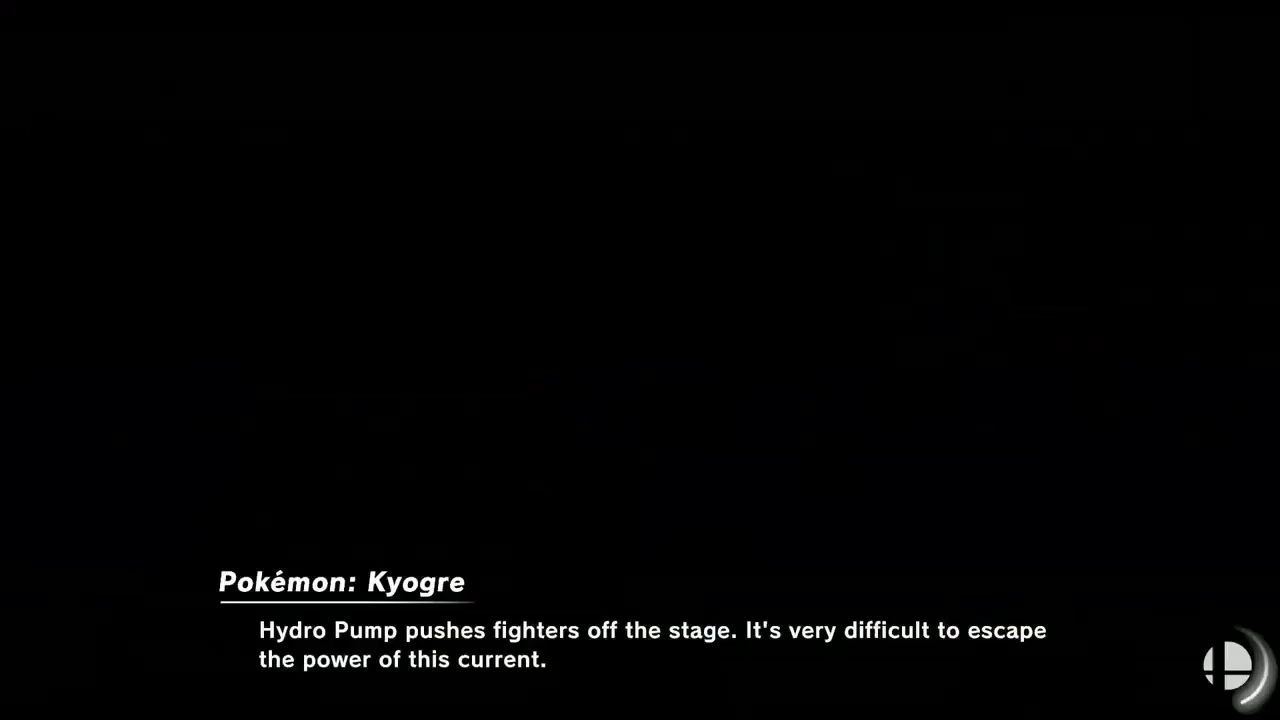 Pokémon: Kyogre
Hydro Pump pushes fighters off the stage. It's very difficult to escape
the power of this current.